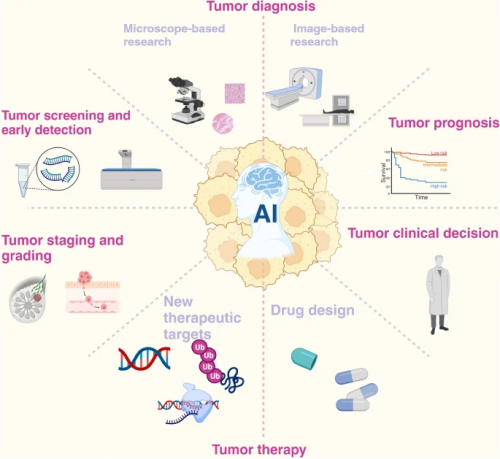 Tumor diagnosis
Microscope-based
research
Image-based
research
Tumor screening and
early detection
Tumor prognosis
Low risk
Intermediate
risk
High risk
Survival
Time
AI
Tumor staging and
grading
Tumor clinical decision
New
therapeutic
targets
Drug design
Ub
Ub
Ub
Ub
Tumor therapy